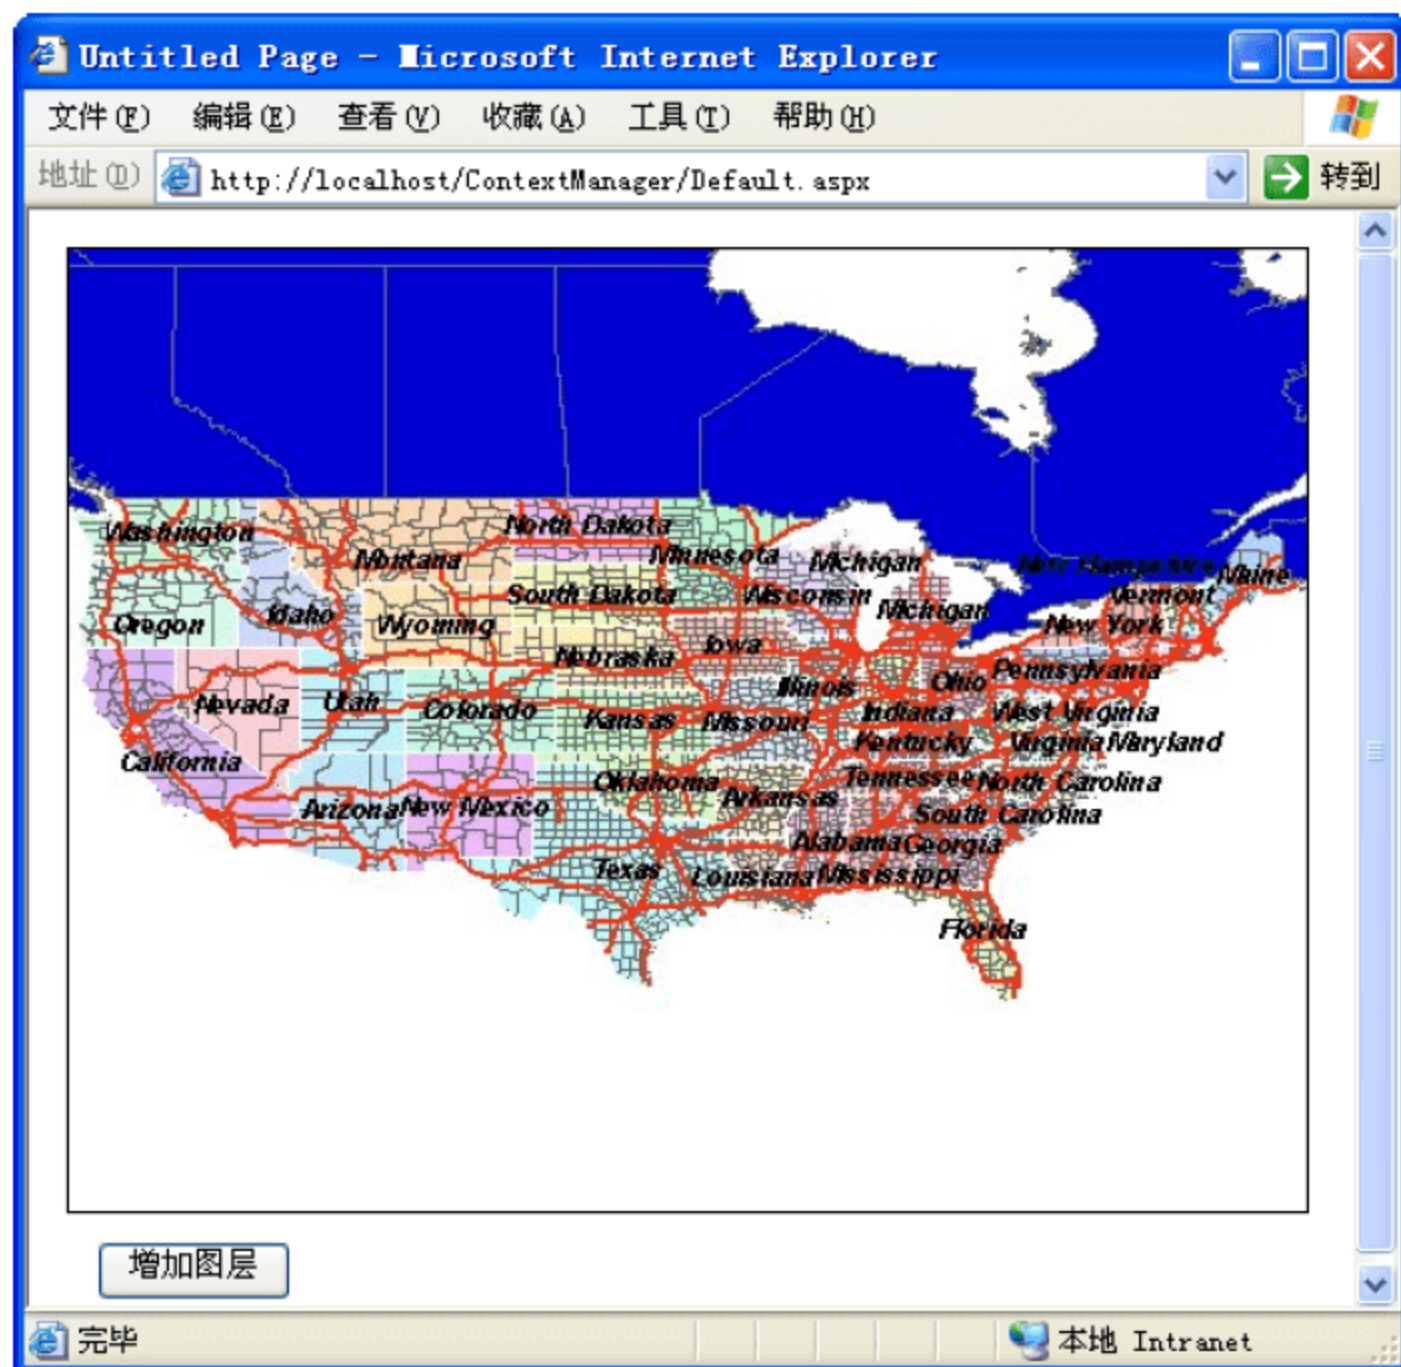 Untitled Page - Microsoft Internet Explorer
文件(F) 编辑(E) 查看(V) 收藏(A) 工具(T) 帮助(H)
地址(D) http://localhost/ContextManager/Default.aspx 转到
Washington
North Dakota
Montana
Minnesota
Michigan
New Hampshire
Maine
Oregon
Idaho
Wyoming
South Dakota
Wisconsin
Michigan
Vermont
New York
Nebraska
Iowa
Nevada
Utah
Colorado
Kansas
Missouri
Illinois
Indiana
Ohio
Pennsylvania
West Virginia
California
Kentucky
Virginia
Maryland
Oklahoma
Arkansas
Tennessee
North Carolina
Arizona
New Mexico
South Carolina
Texas
Louisiana
Alabama
Georgia
Mississippi
Florida
增加图层
完毕 本地 Intranet